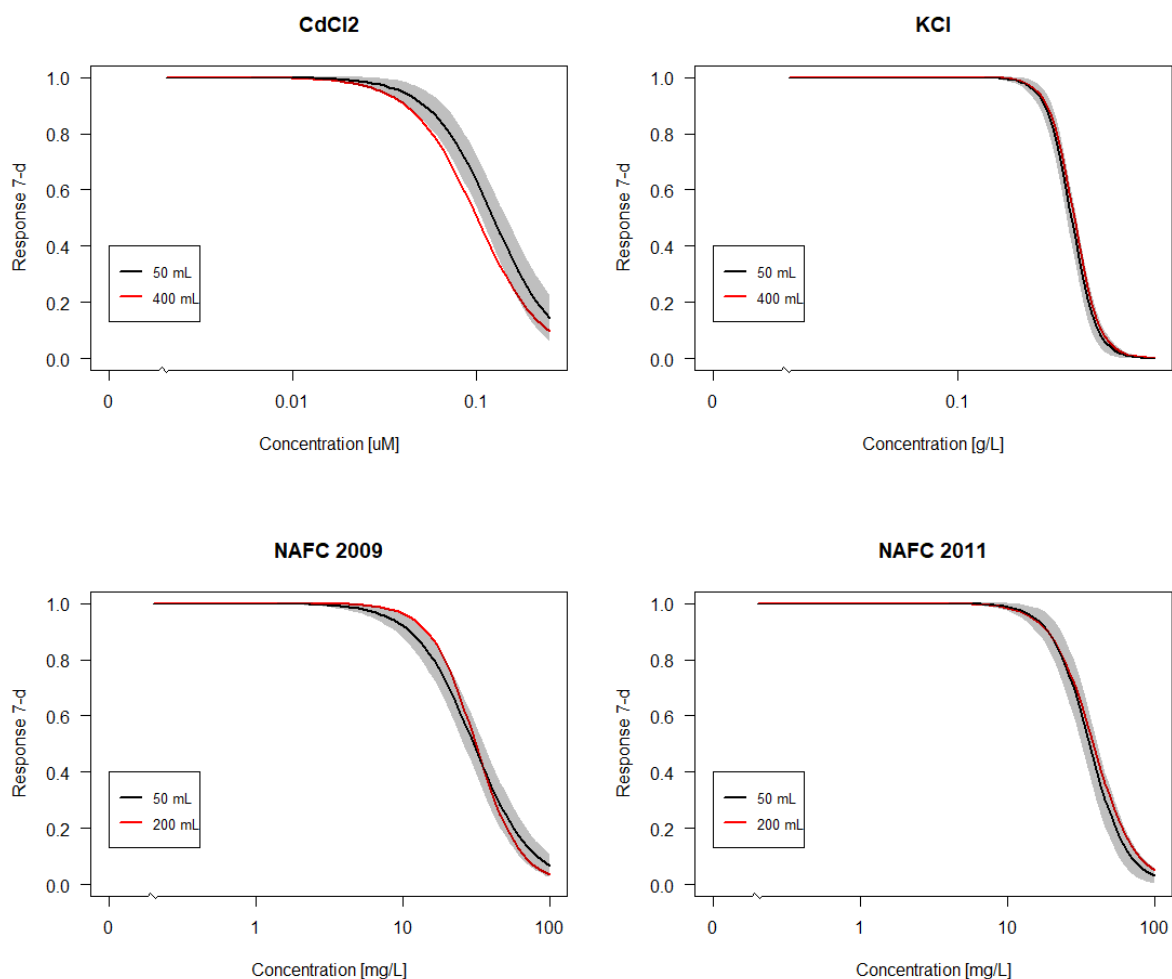 CdCl2
1.0
0.8
0.6
0.4
0.2
0.0
Response 7-d
50 mL
400 mL
0
0.01
0.1
Concentration [uM]
KCl
1.0
0.8
0.6
0.4
0.2
0.0
Response 7-d
50 mL
400 mL
0
0.1
Concentration [g/L]
NAFC 2009
1.0
0.8
0.6
0.4
0.2
0.0
Response 7-d
50 mL
200 mL
0
1
10
100
Concentration [mg/L]
NAFC 2011
1.0
0.8
0.6
0.4
0.2
0.0
Response 7-d
50 mL
200 mL
0
1
10
100
Concentration [mg/L]